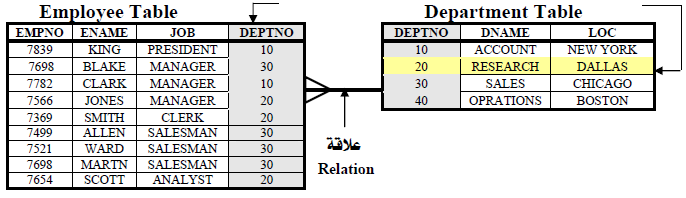 Employee Table
EMPNO ENAME JOB DEPTNO
7839 KING PRESIDENT 10
7698 BLAKE MANAGER 30
7782 CLARK MANAGER 10
7566 JONES MANAGER 20
7369 SMITH CLERK 20
7499 ALLEN SALESMAN 30
7521 WARD SALESMAN 30
7698 MARTN SALESMAN 30
7654 SCOTT ANALYST 20
Department Table
DEPTNO DNAME LOC
10 ACCOUNT NEW YORK
20 RESEARCH DALLAS
30 SALES CHICAGO
40 OPRATIONS BOSTON
علاقة
Relation